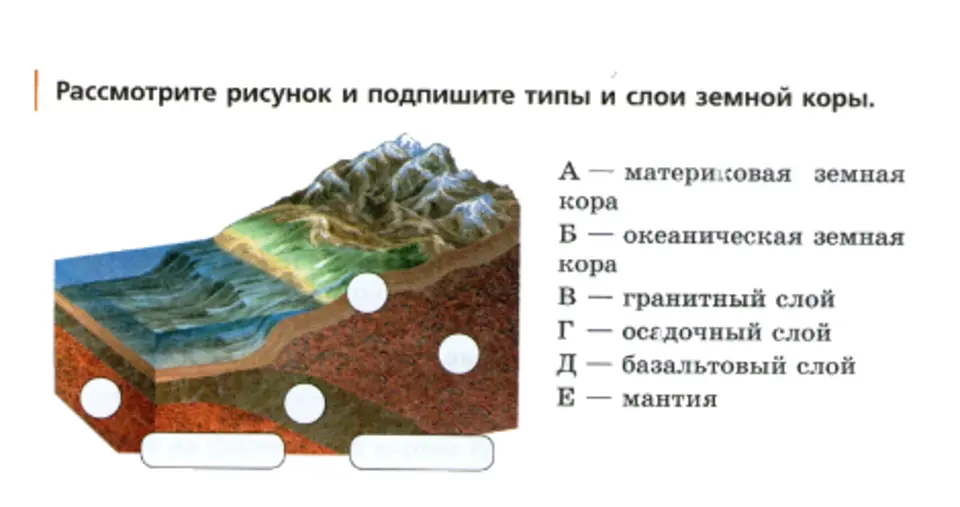 Рассмотрите рисунок и подпишите типы и слои земной коры.
А — материковая земная
кора
Б — океаническая земная
кора
В — гранитный слой
Г — осадочный слой
Д — базальтовый слой
Е — мантия